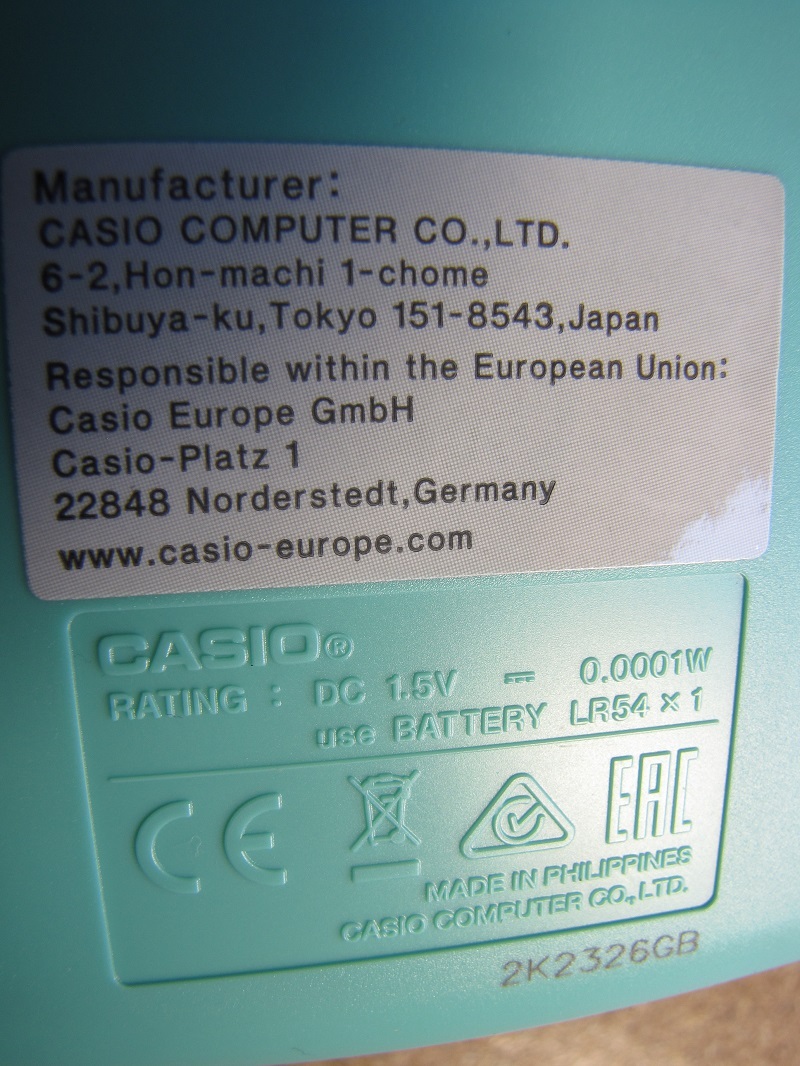 Manufacturer:
CASIO COMPUTER CO.,LTD.
6-2,Hon-machi 1-chome
Shibuya-ku,Tokyo 151-8543,Japan
Responsible within the European Union:
Casio Europe GmbH
Casio-Platz 1
22848 Norderstedt,Germany
www.casio-europe.com
CASIO®
RATING : DC 1.5V ⎓ 0.0001W
use BATTERY LR54 × 1
CE EAC
MADE IN PHILIPPINES
CASIO COMPUTER CO., LTD.
2K2326GB